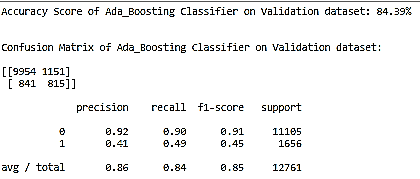 Accuracy Score of Ada_Boosting Classifier on Validation dataset: 84.39%
Confusion Matrix of Ada_Boosting Classifier on Validation dataset:
[[9954 1151]
 [ 841  815]]
precision recall f1-score support
0 0.92 0.90 0.91 11105
1 0.41 0.49 0.45 1656
avg / total 0.86 0.84 0.85 12761